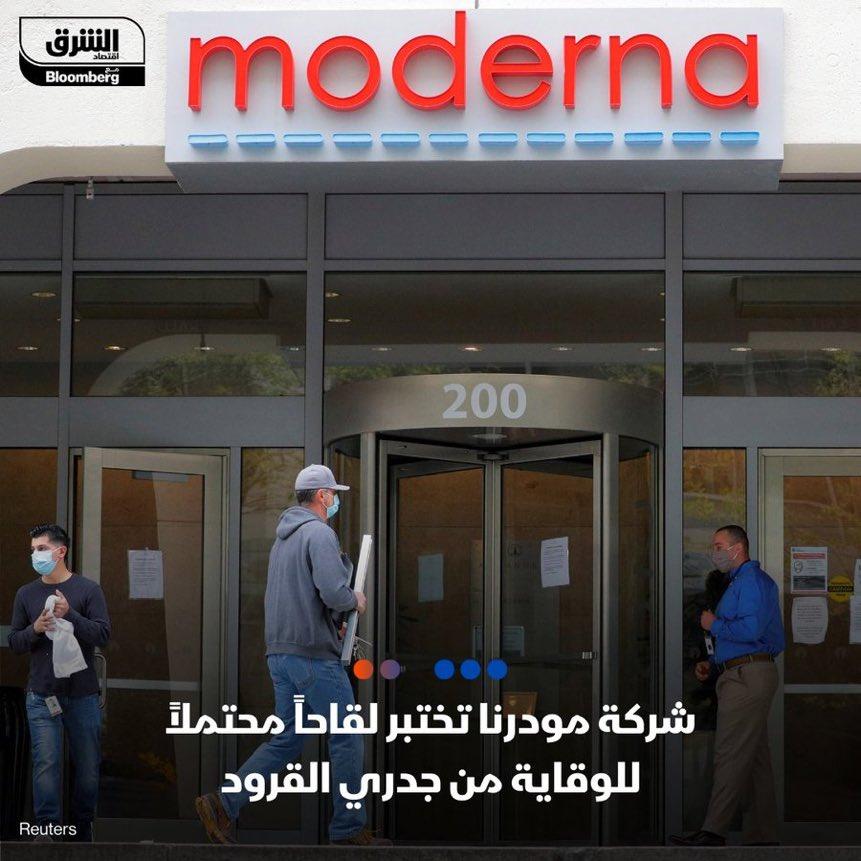 الشرق
اقتصاد
مع
Bloomberg
moderna
200
شركة مودرنا تختبر لقاحاً محتملاً
للوقاية من جدري القرود
Reuters